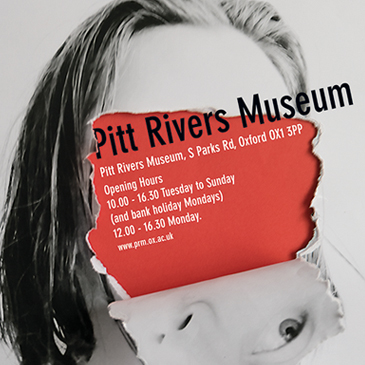 Pitt Rivers Museum
Pitt Rivers Museum, S Parks Rd, Oxford OX1 3PP
Opening Hours
10.00 - 16.30 Tuesday to Sunday
(and bank holiday Mondays)
12.00 - 16.30 Monday.
www.prm.ox.ac.uk